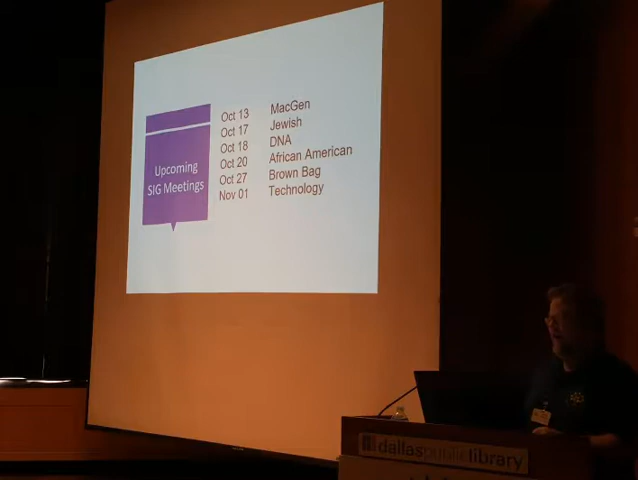 Upcoming
SIG Meetings
Oct 13 MacGen
Oct 17 Jewish
Oct 18 DNA
Oct 20 African American
Oct 27 Brown Bag
Nov 01 Technology
dallaspubliclibrary